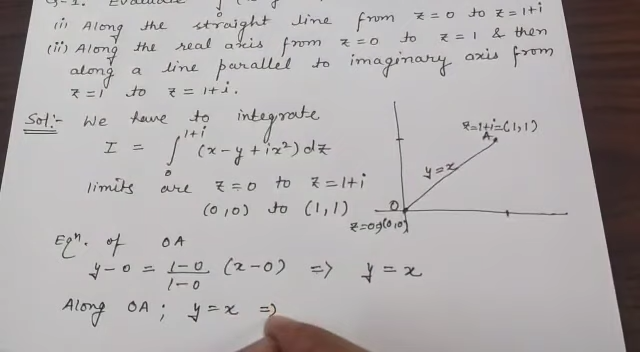 Evaluate
(i) Along the straight line from z=0 to z=1+i
(ii) Along the real axis from z=0 to z=1 & then
along a line parallel to imaginary axis from
z=1 to z=1+i.
Sol:- We have to integrate
I = ∫₀¹⁺ⁱ (x-y+ix²)dz
limits are z=0 to z=1+i
(0,0) to (1,1)
z=1+i=(1,1)
A
y=x
O
z=0=(0,0)
Eqⁿ. of OA
y-0 = (1-0)/(1-0) (x-0) => y=x
Along OA; y=x =>